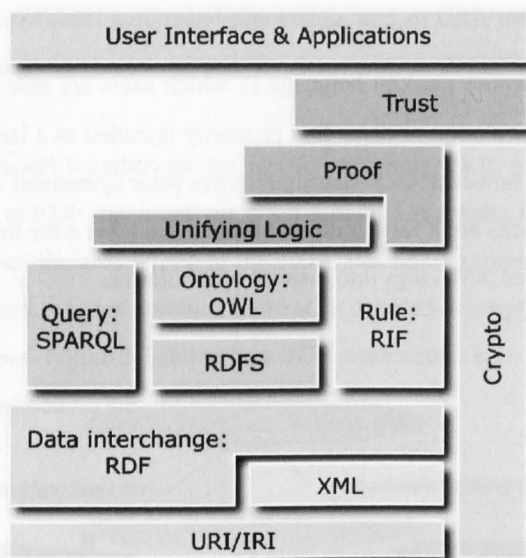 User Interface & Applications
Trust
Proof
Unifying Logic
Query:
SPARQL
Ontology:
OWL
RDFS
Rule:
RIF
Crypto
Data interchange:
RDF
XML
URI/IRI